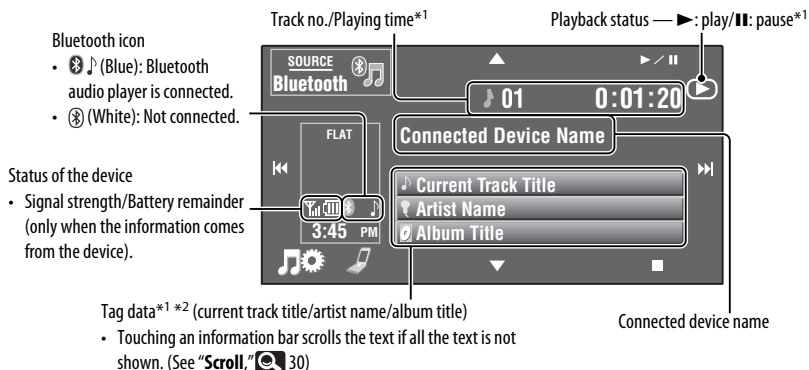 Track no./Playing time*1
Playback status — ►: play/❚❚: pause*1
Bluetooth icon
• ♪ (Blue): Bluetooth
audio player is connected.
• (White): Not connected.
Status of the device
• Signal strength/Battery remainder
(only when the information comes
from the device).
SOURCE
Bluetooth
01 0:01:20
FLAT
Connected Device Name
Current Track Title
Artist Name
Album Title
3:45 PM
Tag data*1 *2 (current track title/artist name/album title)
• Touching an information bar scrolls the text if all the text is not
shown. (See “Scroll,” 30)
Connected device name